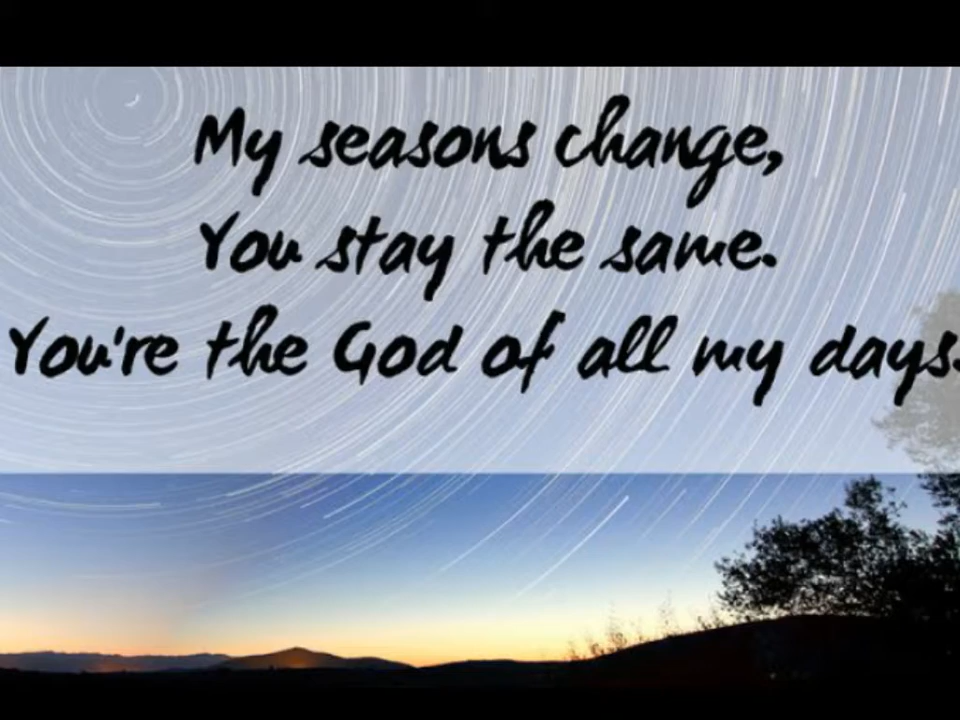 My seasons change,
You stay the same.
You're the God of all my days.